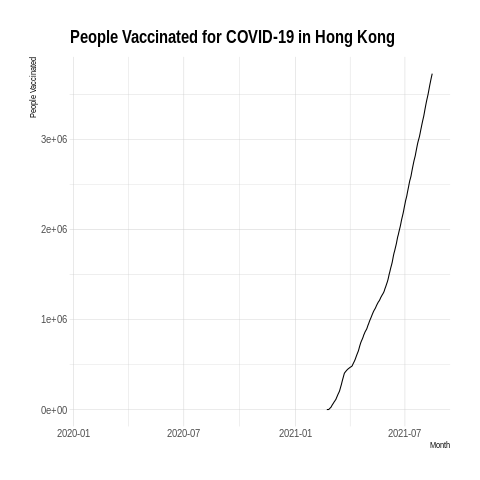 People Vaccinated for COVID-19 in Hong Kong
People Vaccinated
3e+06
2e+06
1e+06
0e+00
2020-01
2020-07
2021-01
2021-07
Month